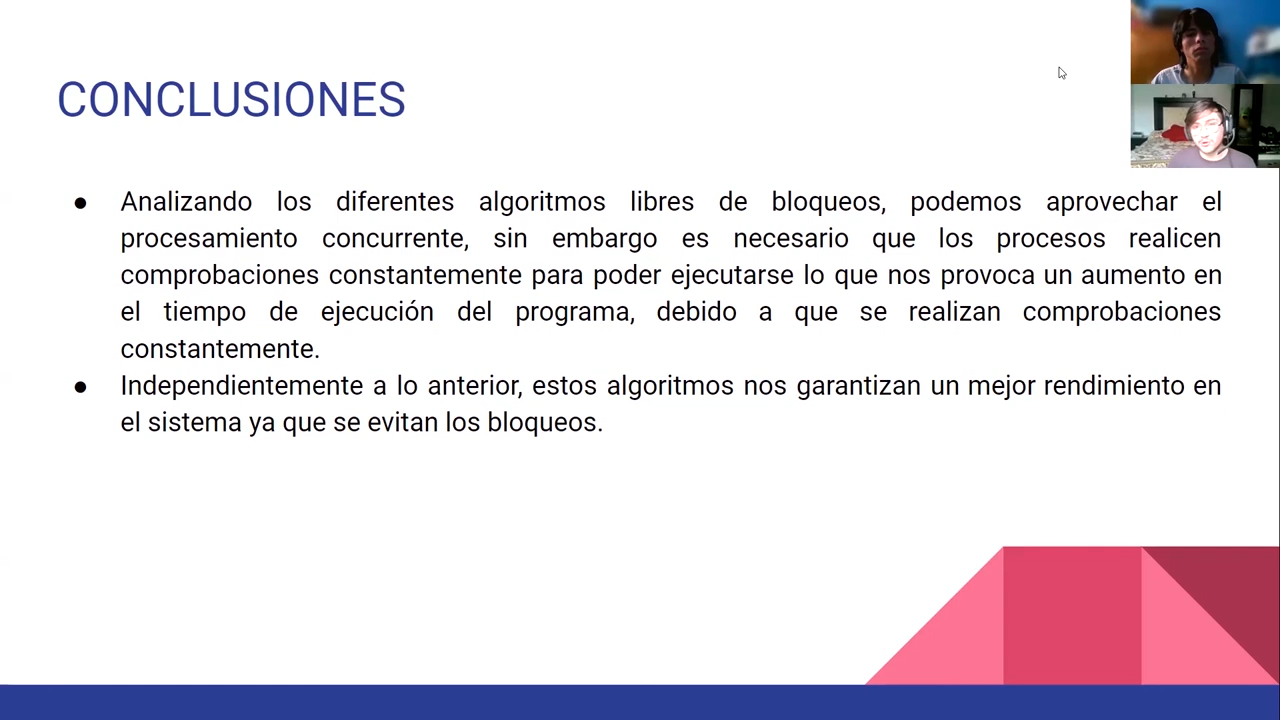 CONCLUSIONES
● Analizando los diferentes algoritmos libres de bloqueos, podemos aprovechar el
procesamiento concurrente, sin embargo es necesario que los procesos realicen
comprobaciones constantemente para poder ejecutarse lo que nos provoca un aumento en
el tiempo de ejecución del programa, debido a que se realizan comprobaciones
constantemente.
● Independientemente a lo anterior, estos algoritmos nos garantizan un mejor rendimiento en
el sistema ya que se evitan los bloqueos.